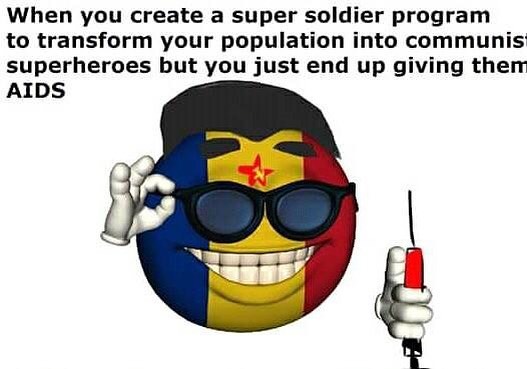 When you create a super soldier program
to transform your population into communist
superheroes but you just end up giving them
AIDS